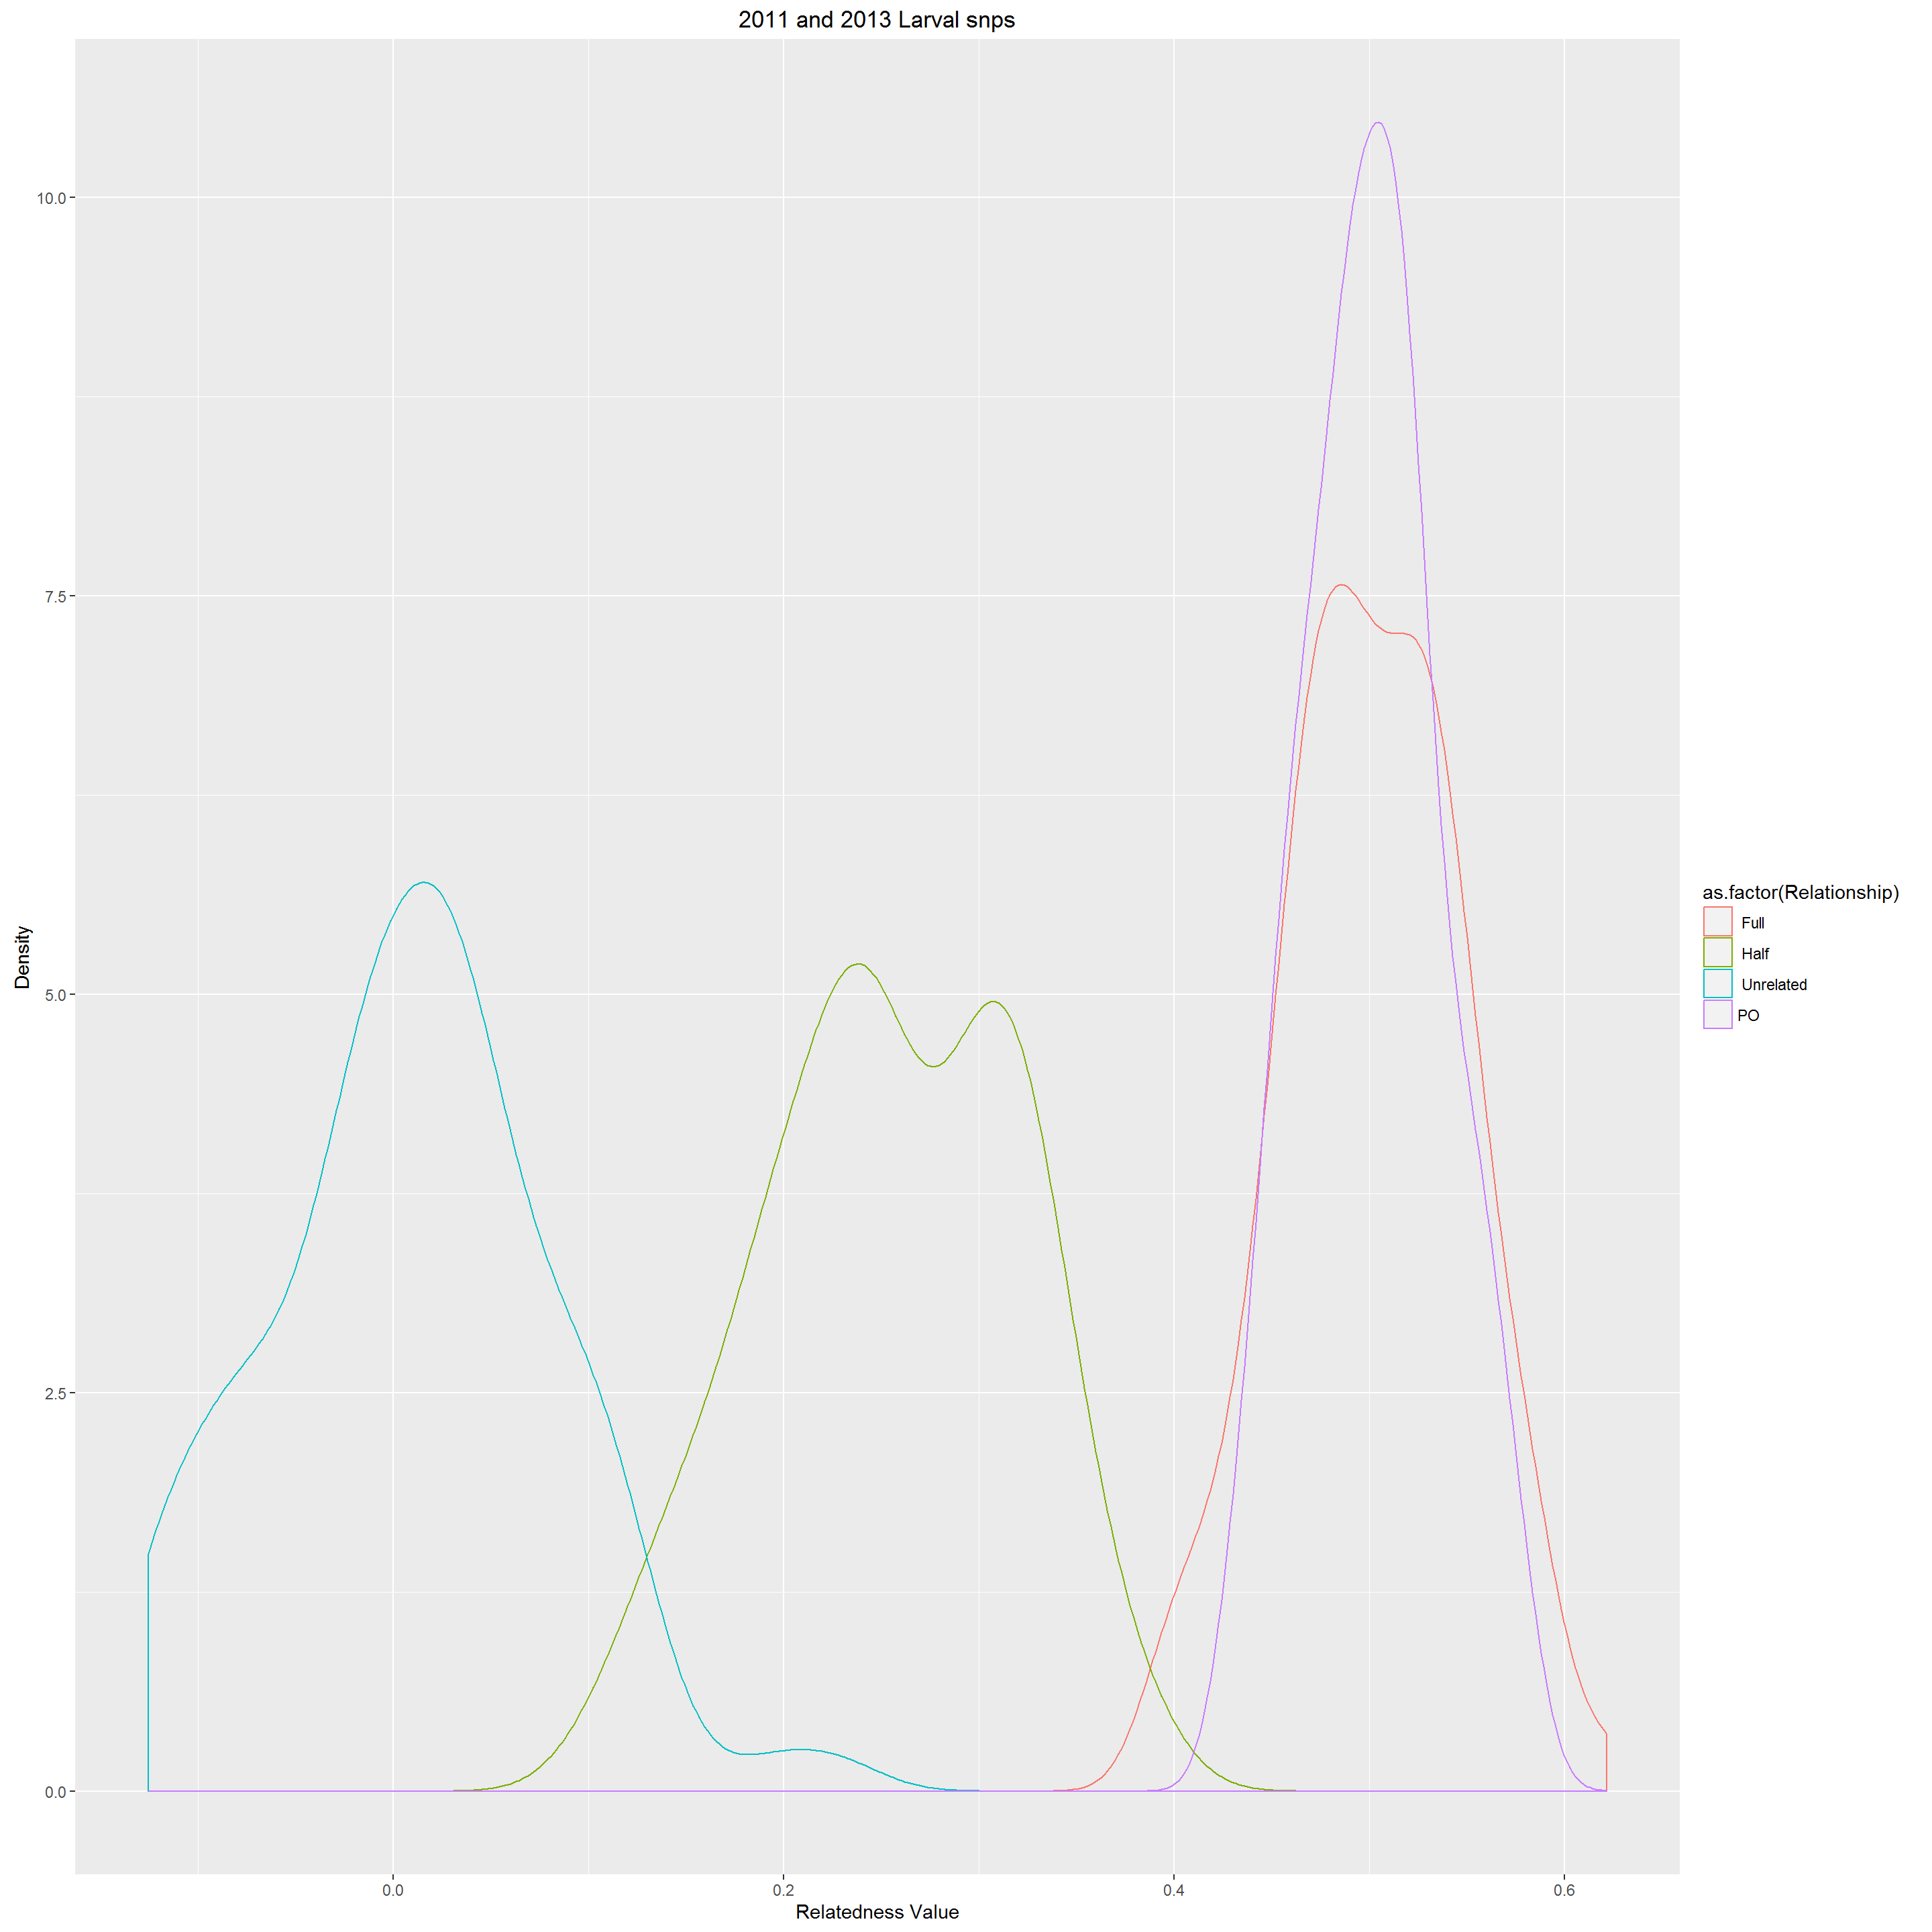 2011 and 2013 Larval snps
10.0
7.5
5.0
2.5
0.0
Density
0.0 0.2 0.4 0.6
Relatedness Value
as.factor(Relationship)
Full
Half
Unrelated
PO